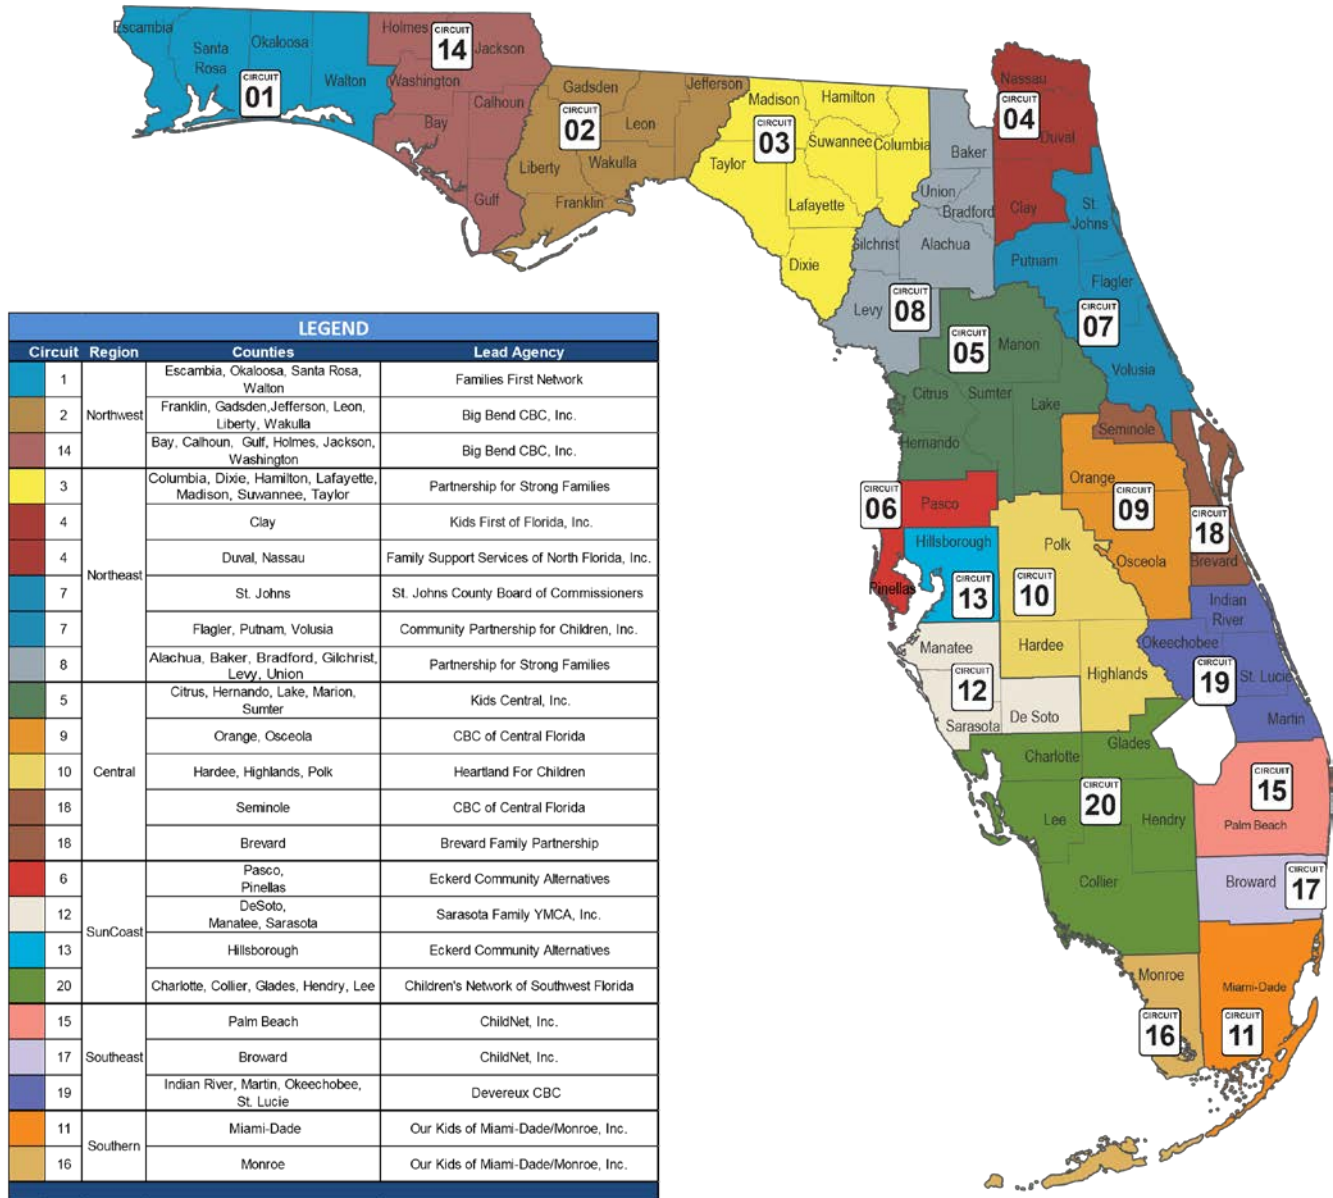 Escambia
Santa
Rosa
Okaloosa
Walton
CIRCUIT
01
Holmes
CIRCUIT
14
Jackson
Washington
Calhoun
Bay
Gulf
Gadsden
Jefferson
CIRCUIT
02
Leon
Liberty
Wakulla
Franklin
Madison
Hamilton
CIRCUIT
03
Suwannee
Columbia
Taylor
Lafayette
Dixie
Baker
Union
Bradford
Gilchrist
Alachua
Levy
CIRCUIT
08
Nassau
CIRCUIT
04
Duval
Clay
St.
Johns
Putnam
Flagler
CIRCUIT
07
Volusia
CIRCUIT
05
Marion
Citrus
Sumter
Lake
Hernando
Seminole
Orange
CIRCUIT
09
Osceola
CIRCUIT
18
Brevard
CIRCUIT
06
Pasco
Pinellas
Hillsborough
CIRCUIT
13
Polk
CIRCUIT
10
Hardee
Highlands
Manatee
CIRCUIT
12
Sarasota
De Soto
Indian
River
Okeechobee
CIRCUIT
19
St. Lucie
Martin
Charlotte
Glades
CIRCUIT
20
Lee
Hendry
Collier
CIRCUIT
15
Palm Beach
Broward
CIRCUIT
17
Monroe
CIRCUIT
16
Miami-Dade
CIRCUIT
11
LEGEND
Circuit Region Counties Lead Agency
1 Escambia, Okaloosa, Santa Rosa, Families First Network
Walton
Northwest
2 Franklin, Gadsden,Jefferson, Leon, Big Bend CBC, Inc.
Liberty, Wakulla
14 Bay, Calhoun, Gulf, Holmes, Jackson, Big Bend CBC, Inc.
Washington
3 Columbia, Dixie, Hamilton, Lafayette, Partnership for Strong Families
Madison, Suwannee, Taylor
4 Clay Kids First of Florida, Inc.
4 Duval, Nassau Family Support Services of North Florida, Inc.
Northeast
7 St. Johns St. Johns County Board of Commissioners
7 Flagler, Putnam, Volusia Community Partnership for Children, Inc.
8 Alachua, Baker, Bradford, Gilchrist, Partnership for Strong Families
Levy, Union
5 Citrus, Hernando, Lake, Marion, Kids Central, Inc.
Sumter
9 Orange, Osceola CBC of Central Florida
10 Central Hardee, Highlands, Polk Heartland For Children
18 Seminole CBC of Central Florida
18 Brevard Brevard Family Partnership
6 Pasco, Eckerd Community Alternatives
Pinellas
12 DeSoto, Sarasota Family YMCA, Inc.
Manatee, Sarasota
SunCoast
13 Hillsborough Eckerd Community Alternatives
20 Charlotte, Collier, Glades, Hendry, Lee Children's Network of Southwest Florida
15 Palm Beach ChildNet, Inc.
17 Southeast Broward ChildNet, Inc.
19 Indian River, Martin, Okeechobee, Devereux CBC
St. Lucie
11 Miami-Dade Our Kids of Miami-Dade/Monroe, Inc.
Southern
16 Monroe Our Kids of Miami-Dade/Monroe, Inc.